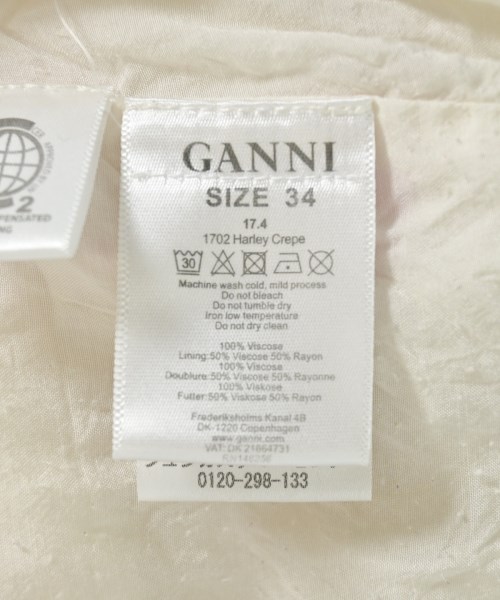 GANNI
SIZE 34
17.4
1702 Harley Crepe
30
Machine wash cold, mild process
Do not bleach
Do not tumble dry
Iron low temperature
Do not dry clean
100% Viscose
Lining:50% Viscose 50% Rayon
100% Viscose
Doublure:50% Viscose 50% Rayonne
100% Viskose
Futter:50% Viskose 50% Rayon
Frederiksholms Kanal 4B
DK-1220 Copenhagen
www.ganni.com
VAT: DK 21664731
0120-298-133
2